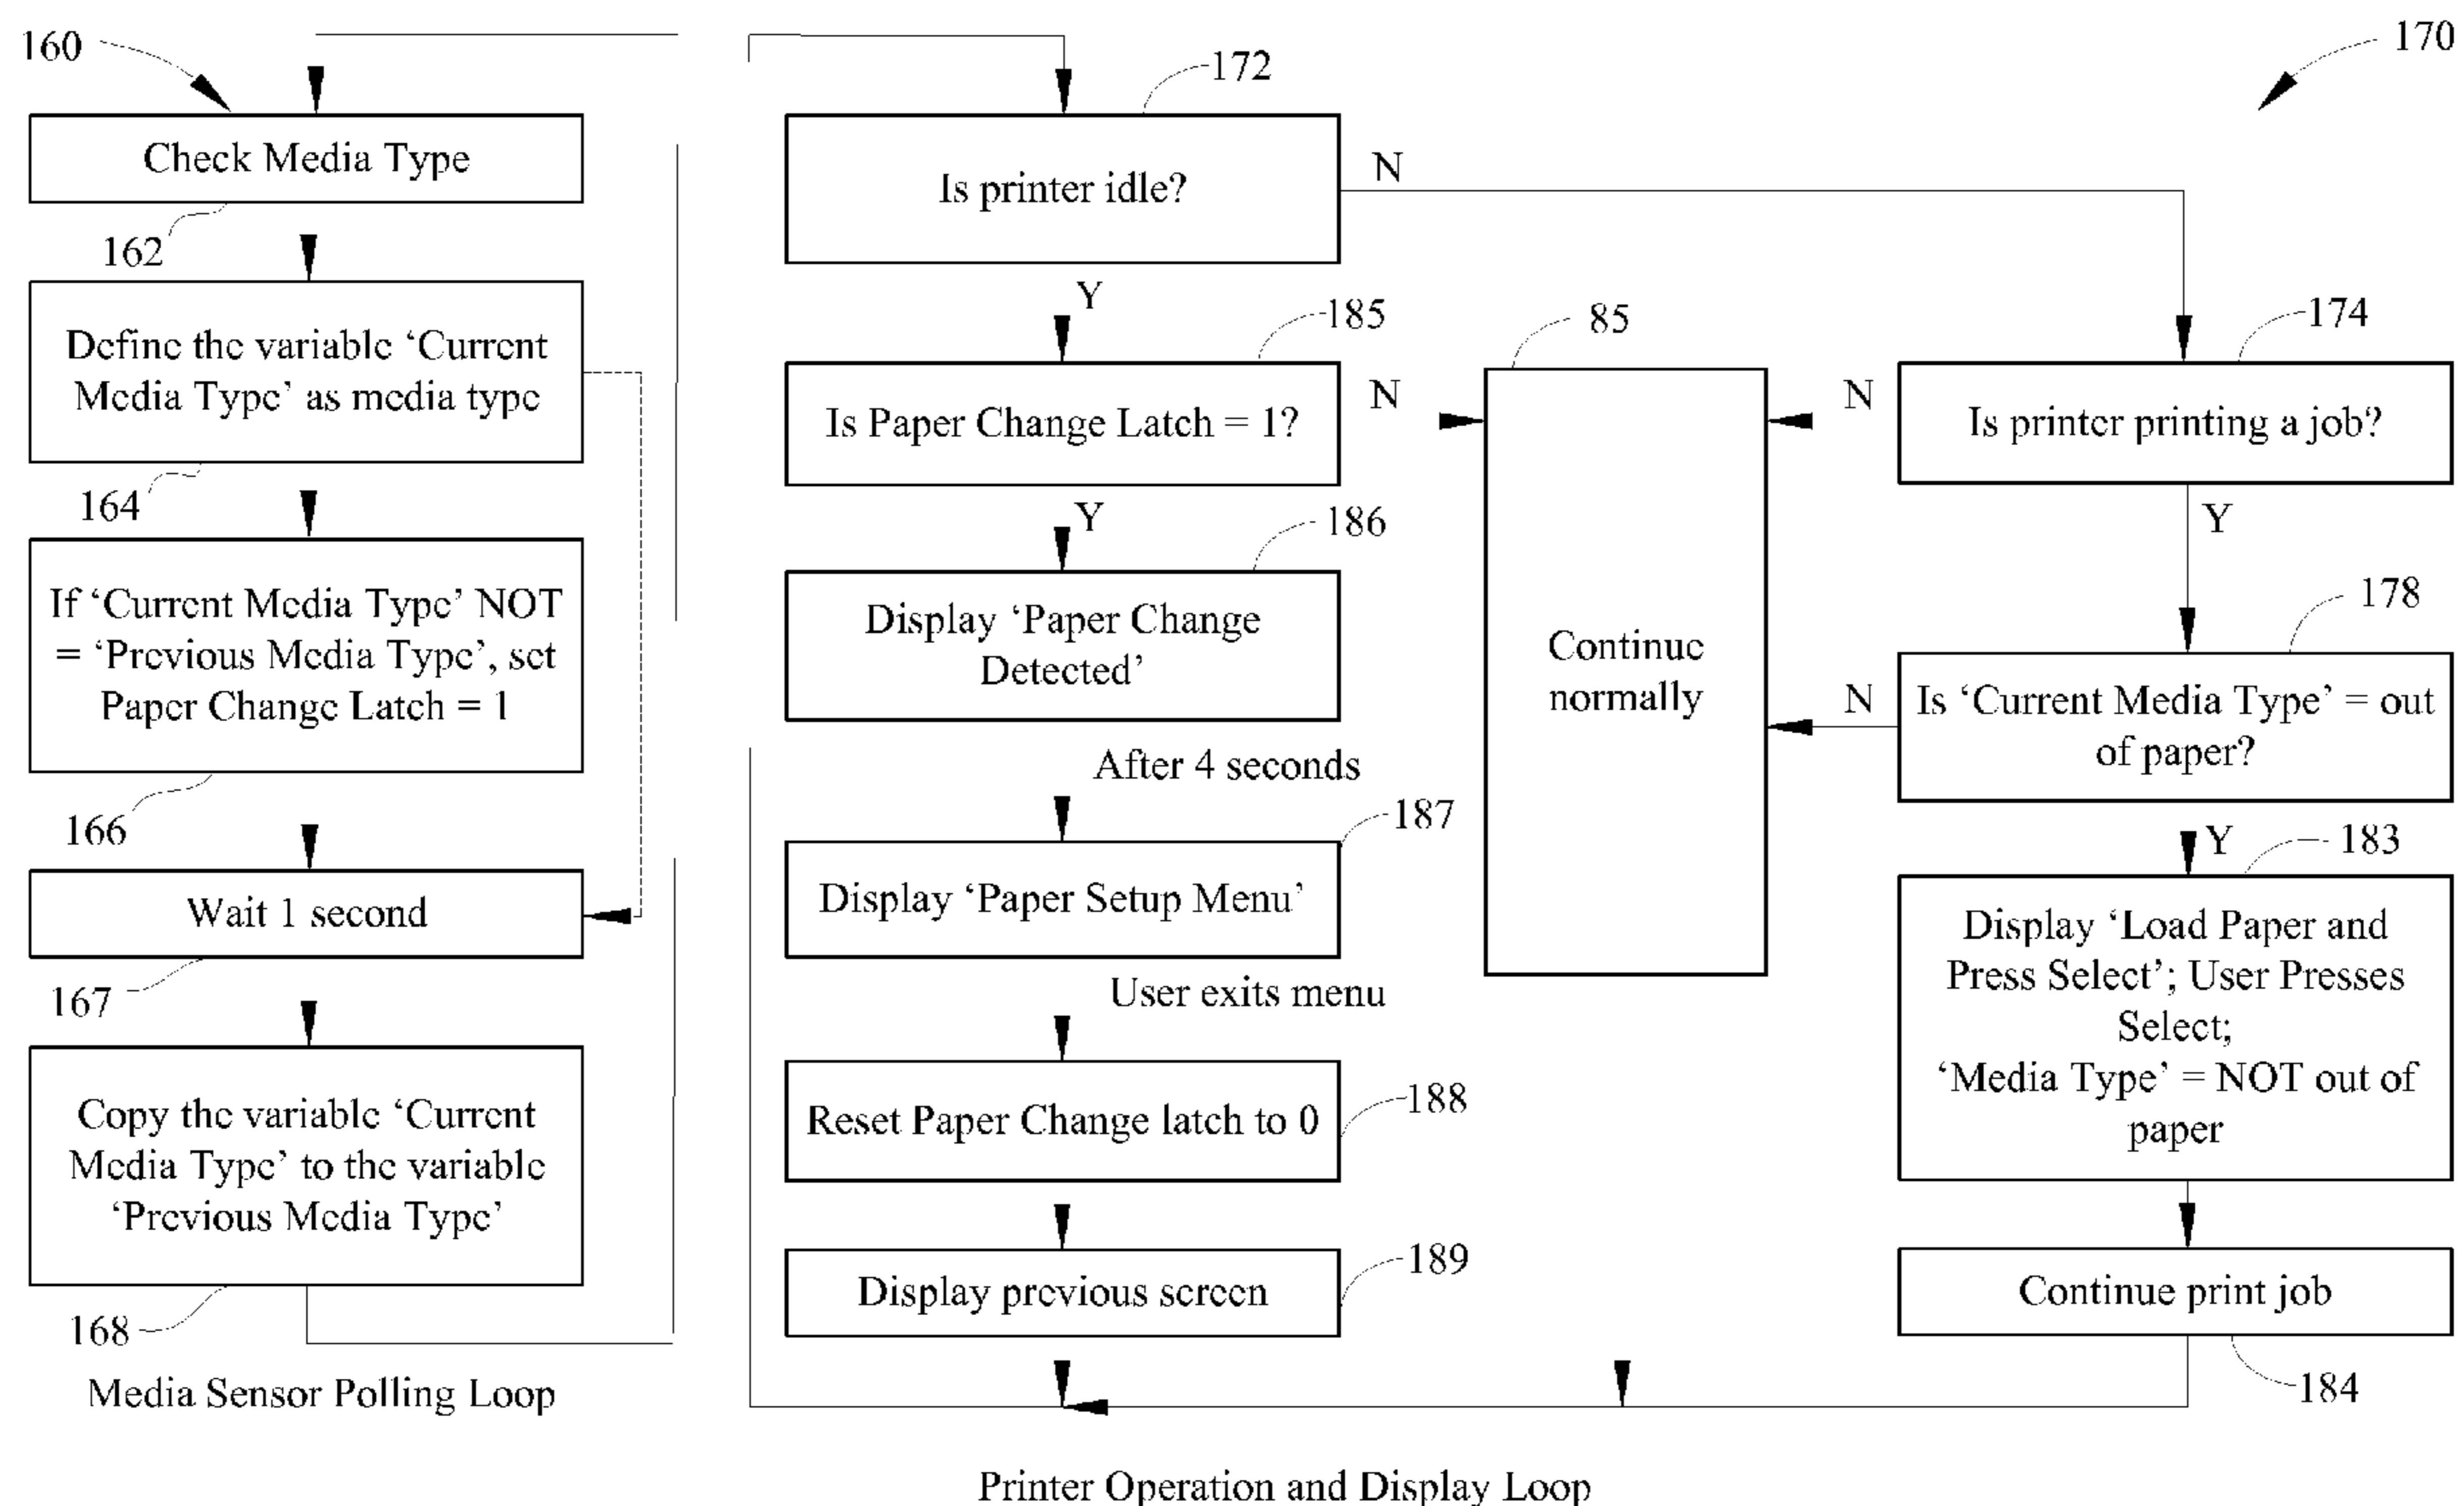 160
Check Media Type
162
Define the variable ‘Current
Media Type’ as media type
164
If ‘Current Media Type’ NOT
= ‘Previous Media Type’, set
Paper Change Latch = 1
166
Wait 1 second
167
Copy the variable ‘Current
Media Type’ to the variable
‘Previous Media Type’
168
Media Sensor Polling Loop
170
172
Is printer idle?
N
Y
185
Is Paper Change Latch = 1?
N
Y
186
Display ‘Paper Change
Detected’
After 4 seconds
187
Display ‘Paper Setup Menu’
User exits menu
Reset Paper Change latch to 0
188
Display previous screen
189
85
Continue
normally
174
Is printer printing a job?
N
Y
178
Is ‘Current Media Type’ = out
of paper?
N
Y
183
Display ‘Load Paper and
Press Select’; User Presses
Select;
‘Media Type’ = NOT out of
paper
Continue print job
184
Printer Operation and Display Loop